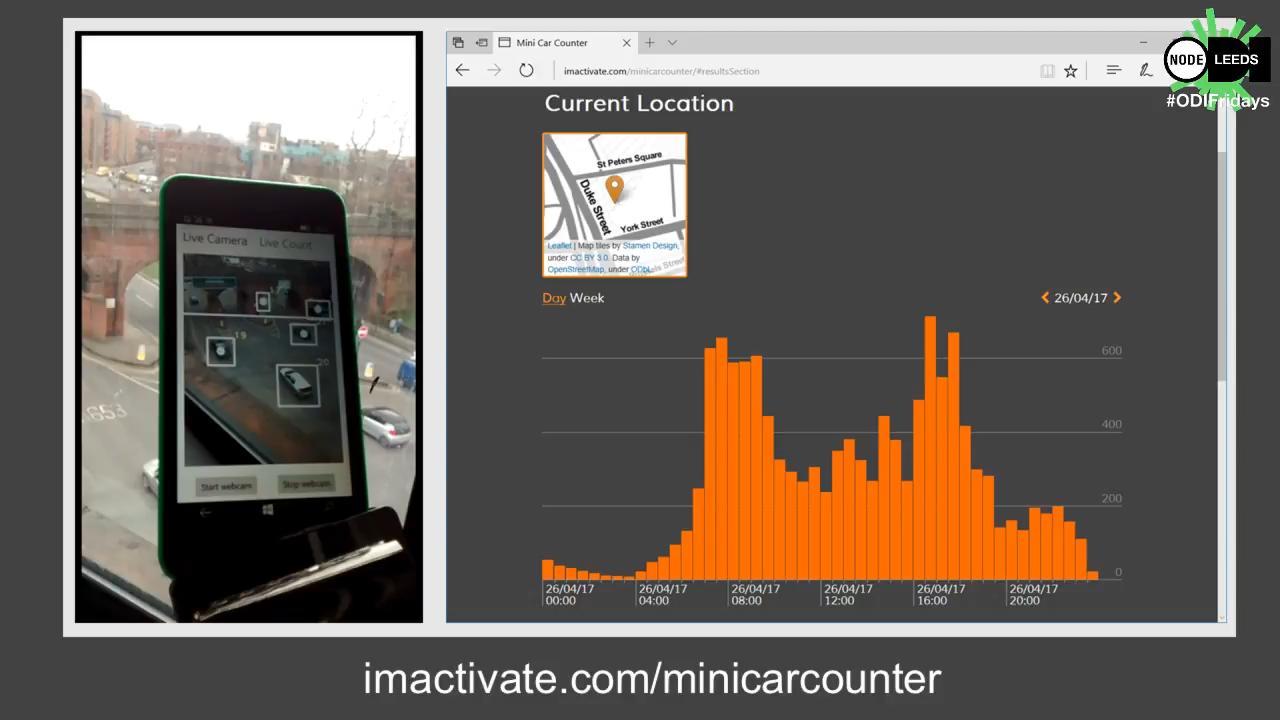 NODE LEEDS
#ODIFridays
Mini Car Counter
imactivate.com/minicarcounter/#resultsSection
Current Location
St Peters Square
Duke Street
York Street
Leaflet | Map tiles by Stamen Design,
under CC BY 3.0. Data by
OpenStreetMap, under ODbL.
Day Week
26/04/17
600
400
200
0
26/04/17 26/04/17 26/04/17 26/04/17 26/04/17 26/04/17
00:00 04:00 08:00 12:00 16:00 20:00
Live Camera Live Count
19
20
Start webcam Stop webcam
653
imactivate.com/minicarcounter